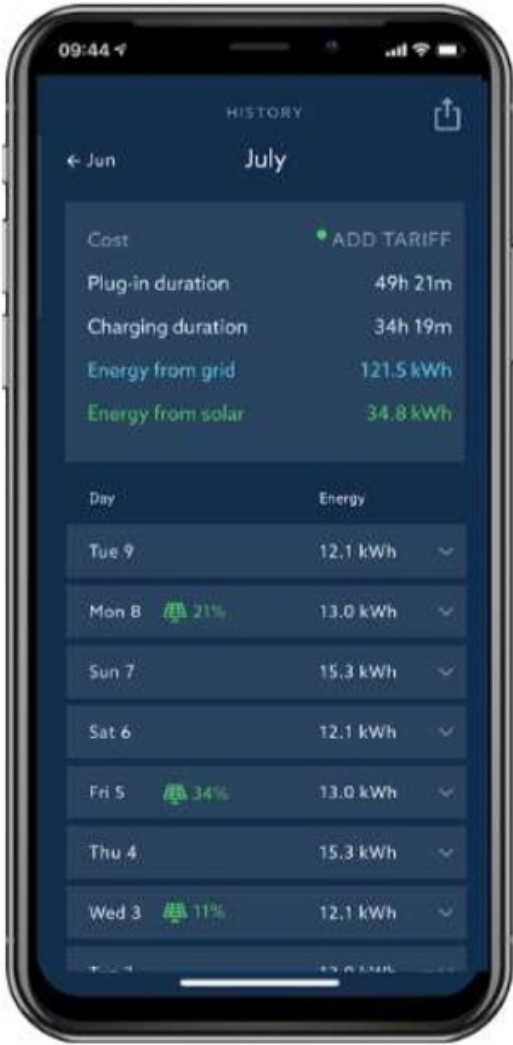 09:44
HISTORY
← Jun July
Cost ADD TARIFF
Plug-in duration 49h 21m
Charging duration 34h 19m
Energy from grid 121.5 kWh
Energy from solar 34.8 kWh
Day Energy
Tue 9 12.1 kWh
Mon 8 21% 13.0 kWh
Sun 7 15.3 kWh
Sat 6 12.1 kWh
Fri 5 34% 13.0 kWh
Thu 4 15.3 kWh
Wed 3 11% 12.1 kWh